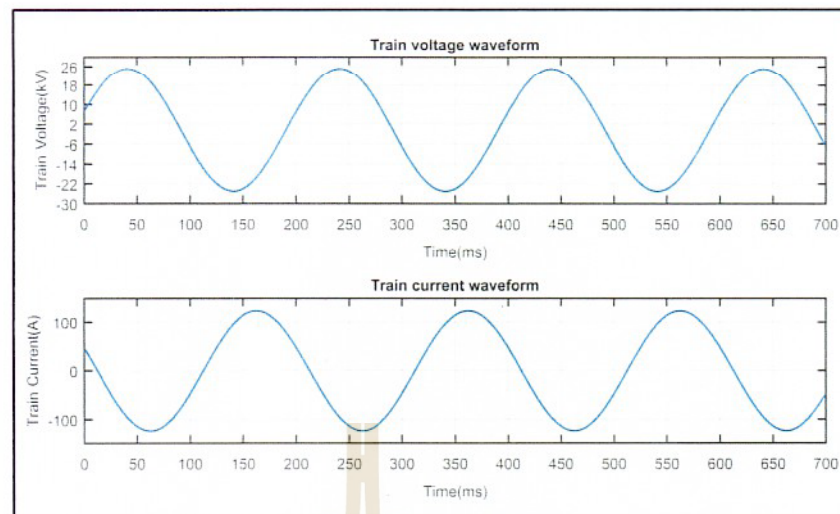 Train voltage waveform
26
18
10
2
-6
-14
-22
-30
Train Voltage(kV)
0 50 100 150 200 250 300 350 400 450 500 550 600 650 700
Time(ms)
Train current waveform
100
0
-100
Train Current(A)
0 50 100 150 200 250 300 350 400 450 500 550 600 650 700
Time(ms)